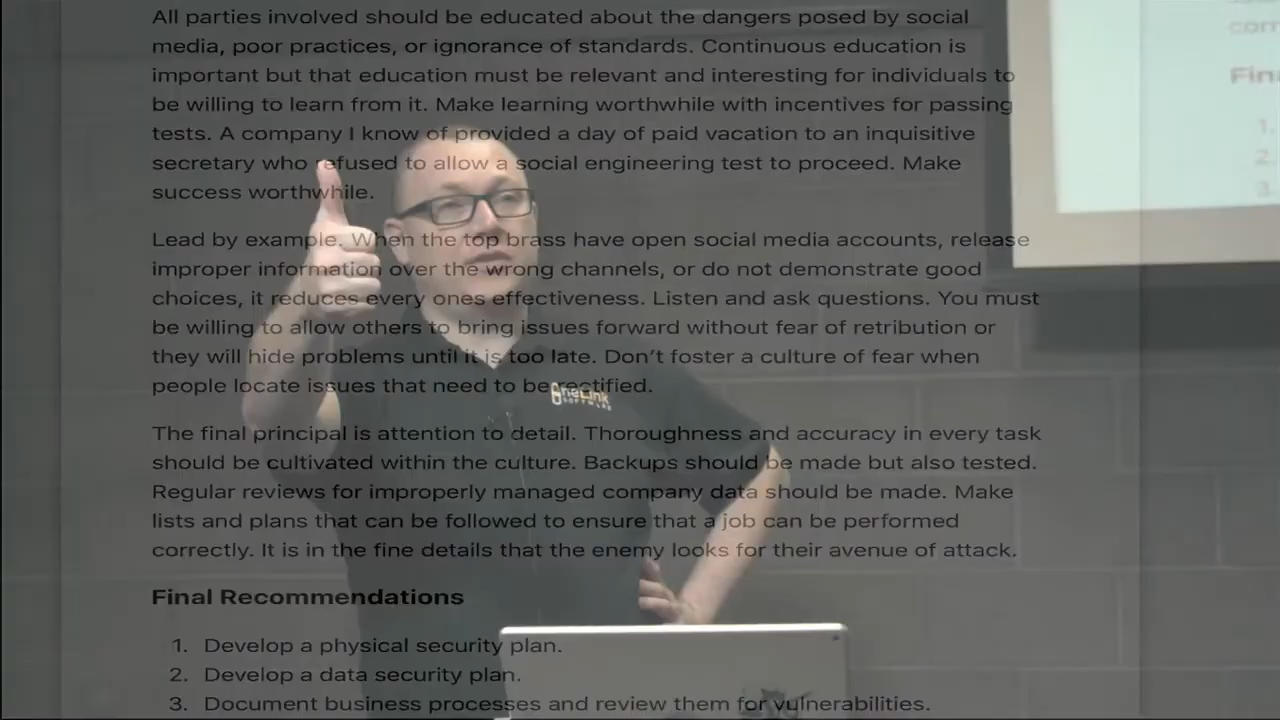 All parties involved should be educated about the dangers posed by social
media, poor practices, or ignorance of standards. Continuous education is
important but that education must be relevant and interesting for individuals to
be willing to learn from it. Make learning worthwhile with incentives for passing
tests. A company I know of provided a day of paid vacation to an inquisitive
secretary who refused to allow a social engineering test to proceed. Make
success worthwhile.
Lead by example. When the top brass have open social media accounts, release
improper information over the wrong channels, or do not demonstrate good
choices, it reduces every ones effectiveness. Listen and ask questions. You must
be willing to allow others to bring issues forward without fear of retribution or
they will hide problems until it is too late. Don't foster a culture of fear when
people locate issues that need to be rectified.
The final principal is attention to detail. Thoroughness and accuracy in every task
should be cultivated within the culture. Backups should be made but also tested.
Regular reviews for improperly managed company data should be made. Make
lists and plans that can be followed to ensure that a job can be performed
correctly. It is in the fine details that the enemy looks for their avenue of attack.
Final Recommendations
1. Develop a physical security plan.
2. Develop a data security plan.
3. Document business processes and review them for vulnerabilities.
OneLink
SOFTWARE
corr
Fin
1.
2.
3.